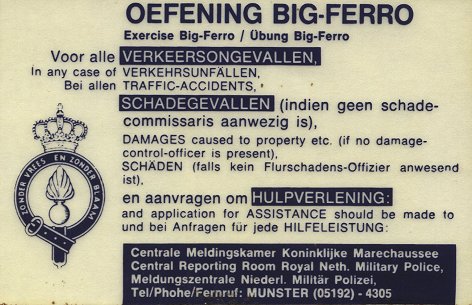 OEFENING BIG-FERRO
Exercise Big-Ferro / Übung Big-Ferro
Voor alle VERKEERSONGEVALLEN,
In any case of VERKEHRSUNFÄLLEN,
Bei allen TRAFFIC-ACCIDENTS,
SCHADEGEVALLEN (indien geen schade-
commissaris aanwezig is),
DAMAGES caused to property etc. (if no damage-
control-officer is present),
SCHÄDEN (falls kein Flurschadens-Offizier anwesend
ist),
en aanvragen om HULPVERLENING:
and application for ASSISTANCE should be made to
und bei Anfragen für jede HILFELEISTUNG:
ZONDER VREES EN ZONDER BLAAM
Centrale Meldingskamer Koninklijke Marechaussee
Central Reporting Room Royal Neth. Military Police,
Meldungszentrale Niederl. Militär Polizei,
Tel/Phohe/Fernruf: MUNSTER (05192) - 4305